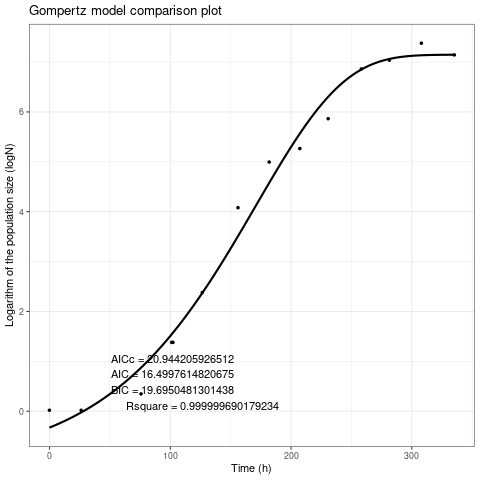 Gompertz model comparison plot
Logarithm of the population size (logN)
6
4
2
0
AICc = 20.944205926512
AIC = 16.4997614820675
BIC = 19.6950481301438
Rsquare = 0.999999690179234
0 100 200 300
Time (h)